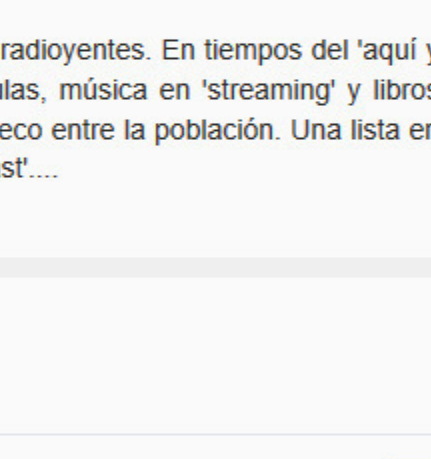 radioyentes. En tiempos del 'aquí y
ulas, música en 'streaming' y libros
eco entre la población. Una lista en
st'....